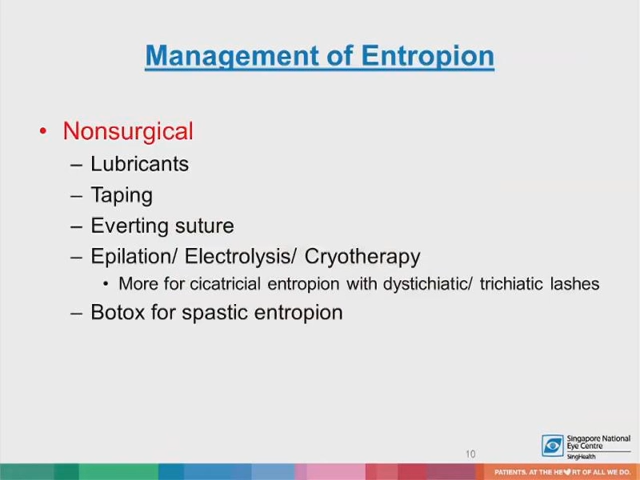 Management of Entropion
• Nonsurgical
– Lubricants
– Taping
– Everting suture
– Epilation/ Electrolysis/ Cryotherapy
• More for cicatricial entropion with dystichiatic/ trichiatic lashes
– Botox for spastic entropion
10
Singapore National
Eye Centre
SingHealth
PATIENTS. AT THE HE♥RT OF ALL WE DO.